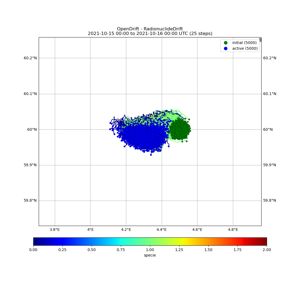 OpenDrift - RadionuclideDrift
2021-10-15 00:00 to 2021-10-16 00:00 UTC (25 steps)
initial (5000)
active (5000)
60.2°N
60.2°N
60.1°N
60.1°N
60°N
60°N
59.9°N
59.9°N
59.8°N
59.8°N
3.8°E
4°E
4.2°E
4.4°E
4.6°E
4.8°E
0.00
0.25
0.50
0.75
1.00
1.25
1.50
1.75
2.00
specie